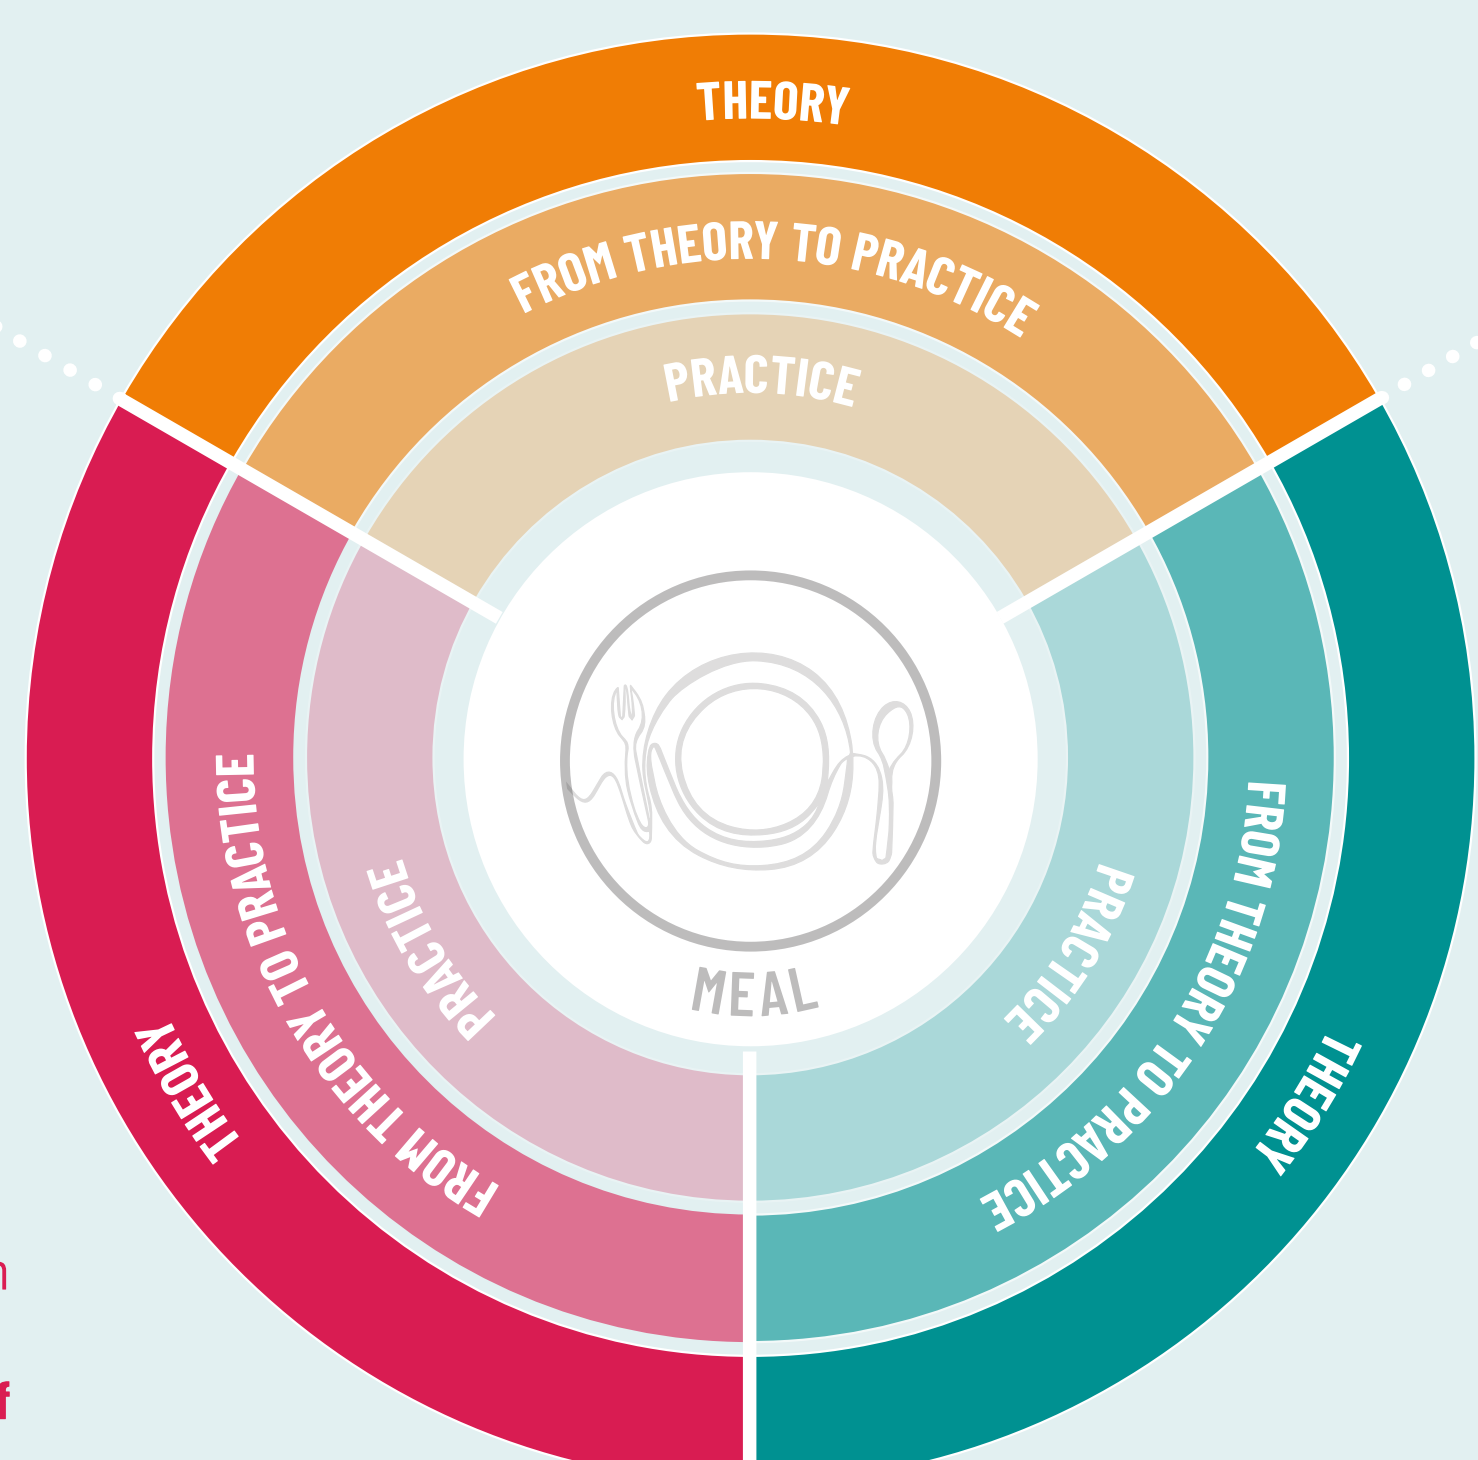 THEORY
FROM THEORY TO PRACTICE
PRACTICE
THEORY
FROM THEORY TO PRACTICE
PRACTICE
PRACTICE
FROM THEORY TO PRACTICE
THEORY
MEAL
f